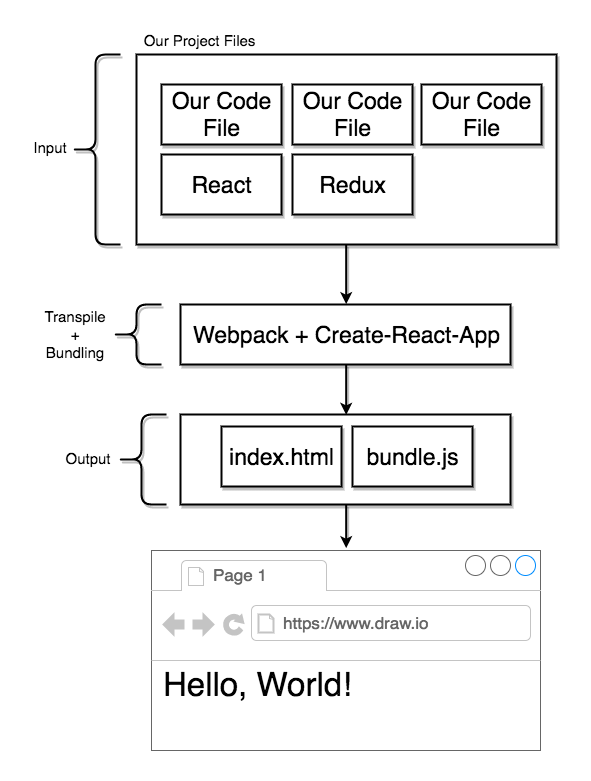 Our Project Files
Input
Our Code
File
Our Code
File
Our Code
File
React
Redux
Transpile
+
Bundling
Webpack + Create-React-App
Output
index.html
bundle.js
Page 1
https://www.draw.io
Hello, World!